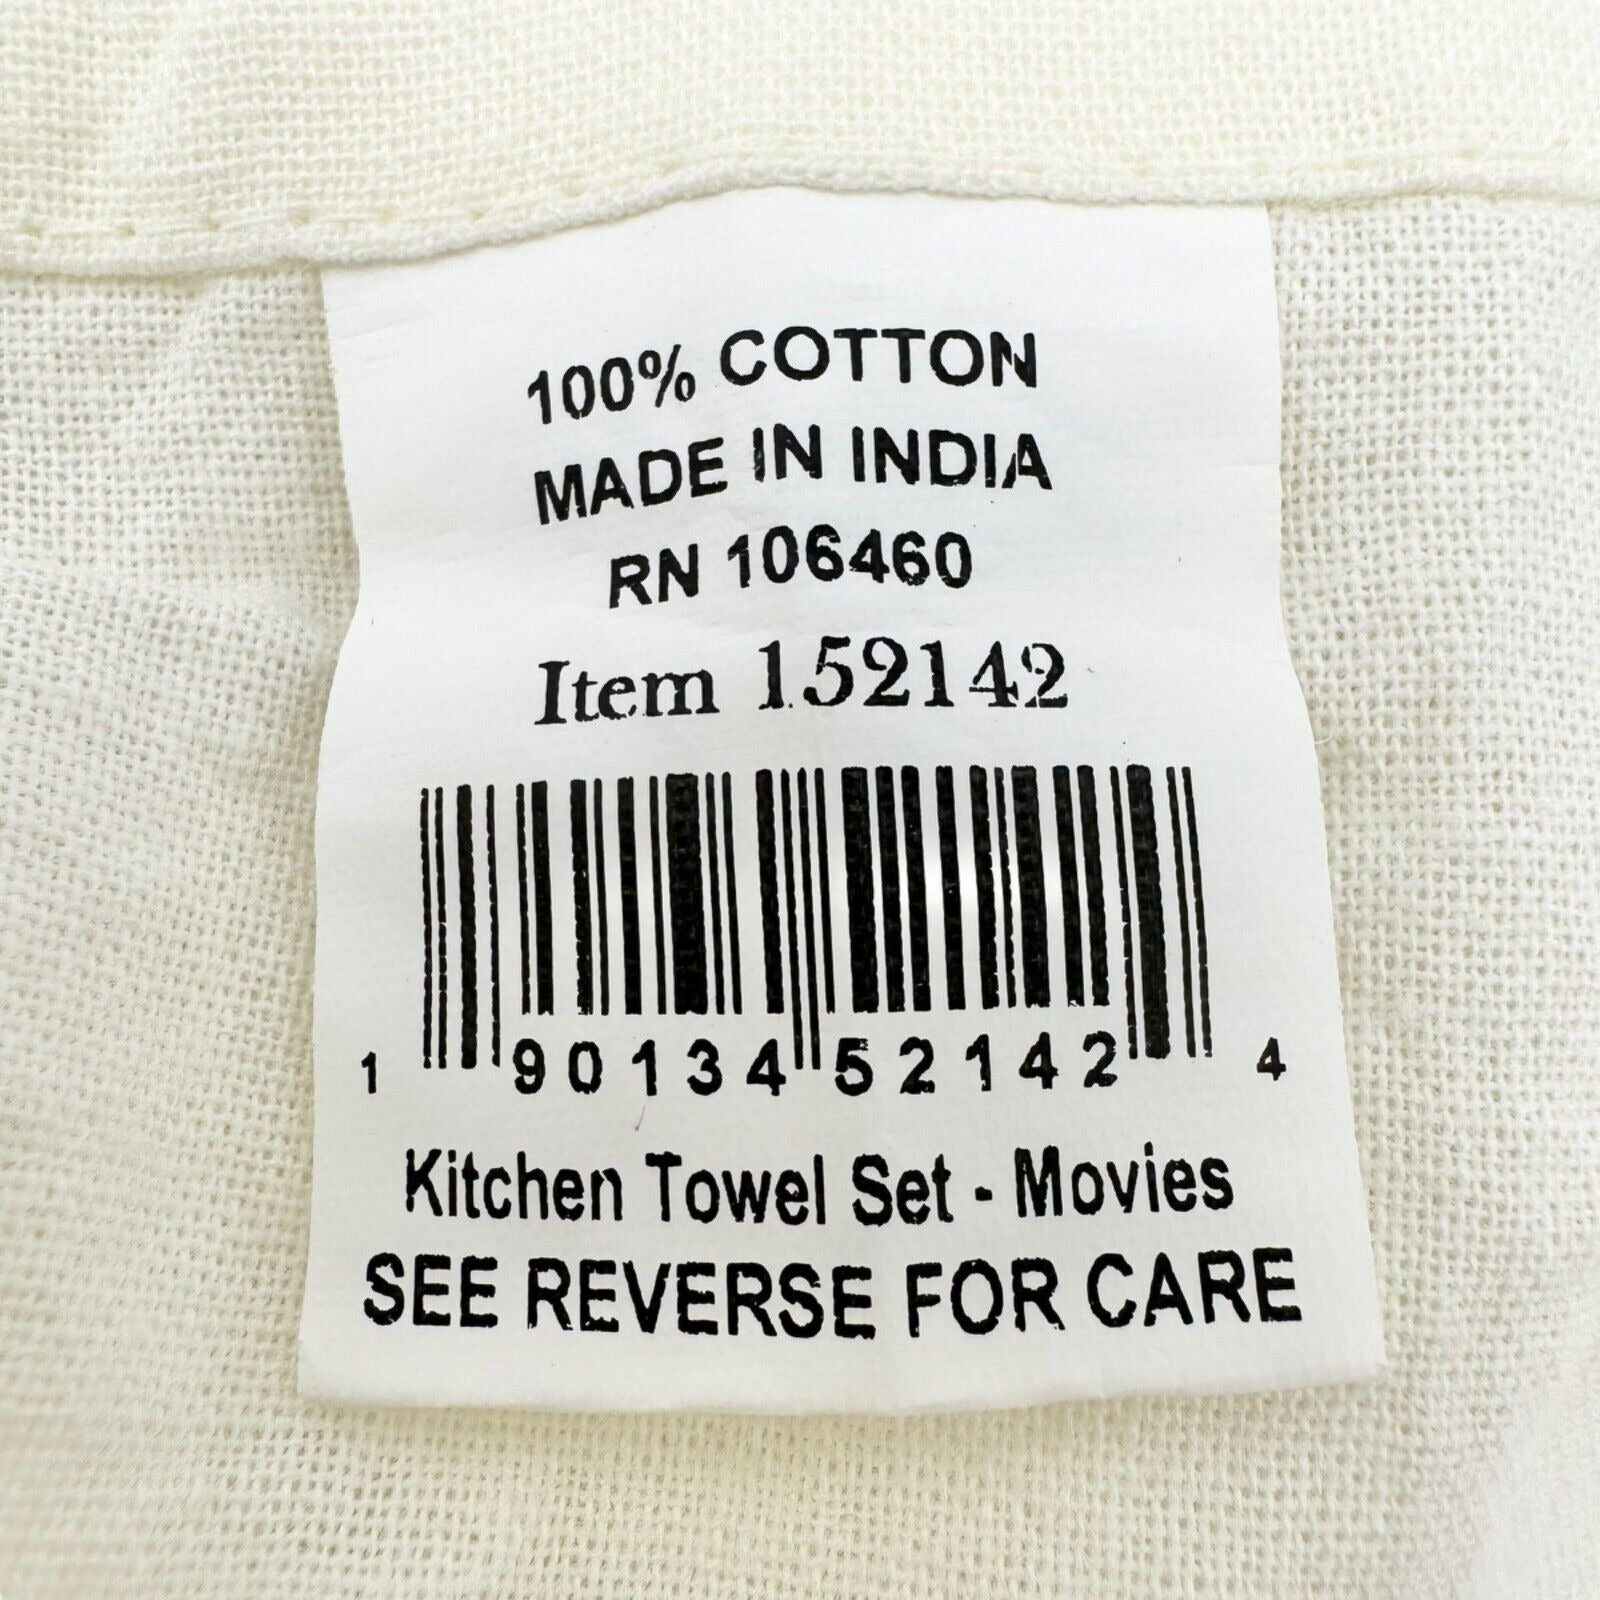 100% COTTON
MADE IN INDIA
RN 106460
Item 152142
1 90134 52142 4
Kitchen Towel Set - Movies
SEE REVERSE FOR CARE